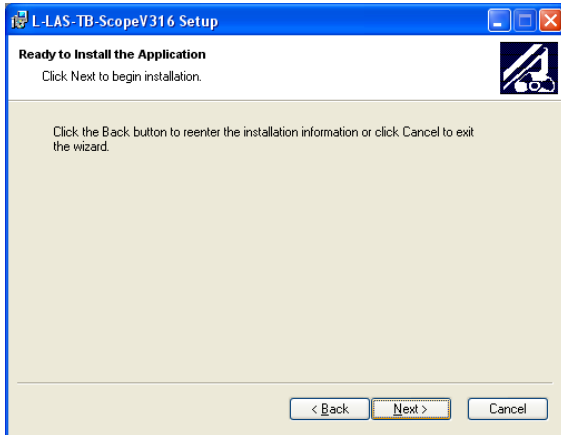 L-LAS-TB-ScopeV316 Setup
Ready to Install the Application
Click Next to begin installation.
Click the Back button to reenter the installation information or click Cancel to exit
the wizard.
< Back
Next >
Cancel